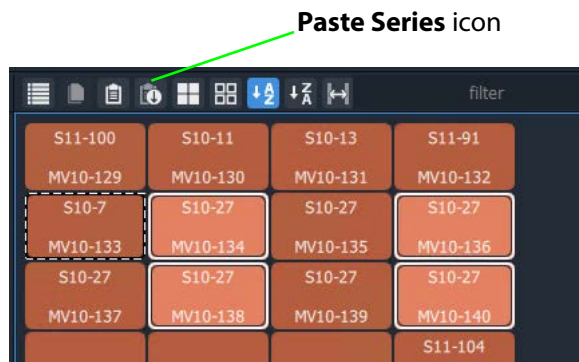 Paste Series icon
A Z Z A filter
S11-100 S10-11 S10-13 S11-91
MV10-129 MV10-130 MV10-131 MV10-132
S10-7 S10-27 S10-27 S10-27
MV10-133 MV10-134 MV10-135 MV10-136
S10-27 S10-27 S10-27 S10-27
MV10-137 MV10-138 MV10-139 MV10-140
S11-104